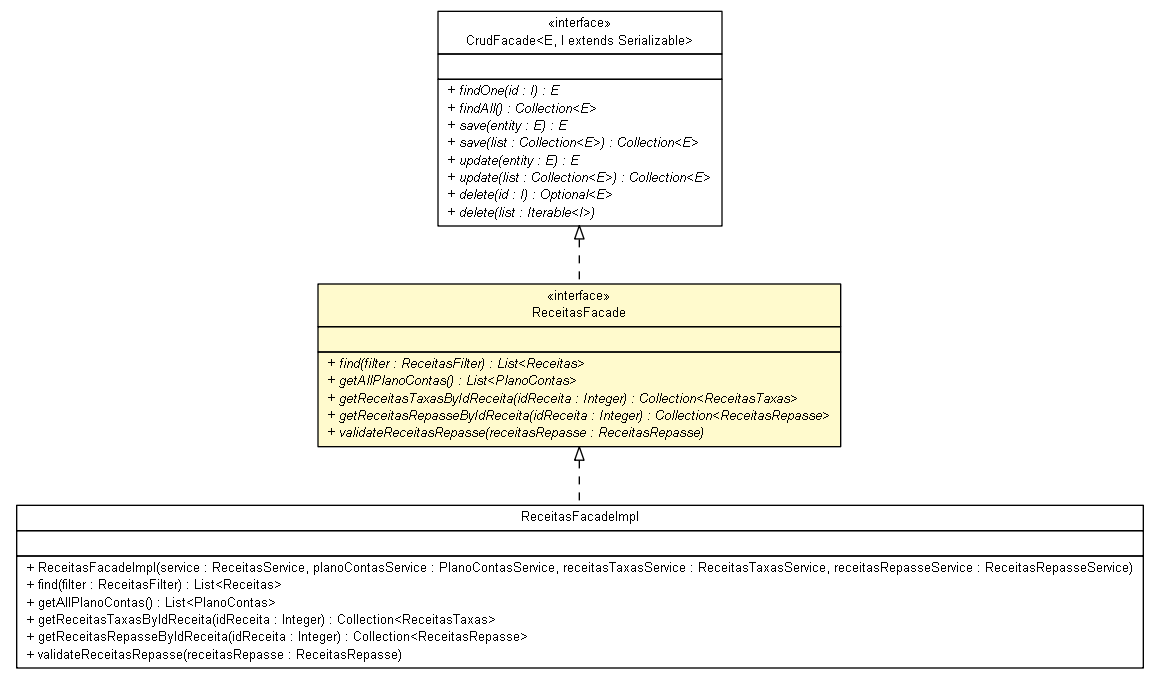 «interface»
CrudFacade<E, I extends Serializable>
+ findOne(id : I) : E
+ findAll() : Collection<E>
+ save(entity : E) : E
+ save(list : Collection<E>) : Collection<E>
+ update(entity : E) : E
+ update(list : Collection<E>) : Collection<E>
+ delete(id : I) : Optional<E>
+ delete(list : Iterable<I>)
«interface»
ReceitasFacade
+ find(filter : ReceitasFilter) : List<Receitas>
+ getAllPlanoContas() : List<PlanoContas>
+ getReceitasTaxasByIdReceita(idReceita : Integer) : Collection<ReceitasTaxas>
+ getReceitasRepasseByIdReceita(idReceita : Integer) : Collection<ReceitasRepasse>
+ validateReceitasRepasse(receitasRepasse : ReceitasRepasse)
ReceitasFacadeImpl
+ ReceitasFacadeImpl(service : ReceitasService, planoContasService : PlanoContasService, receitasTaxasService : ReceitasTaxasService, receitasRepasseService : ReceitasRepasseService)
+ find(filter : ReceitasFilter) : List<Receitas>
+ getAllPlanoContas() : List<PlanoContas>
+ getReceitasTaxasByIdReceita(idReceita : Integer) : Collection<ReceitasTaxas>
+ getReceitasRepasseByIdReceita(idReceita : Integer) : Collection<ReceitasRepasse>
+ validateReceitasRepasse(receitasRepasse : ReceitasRepasse)